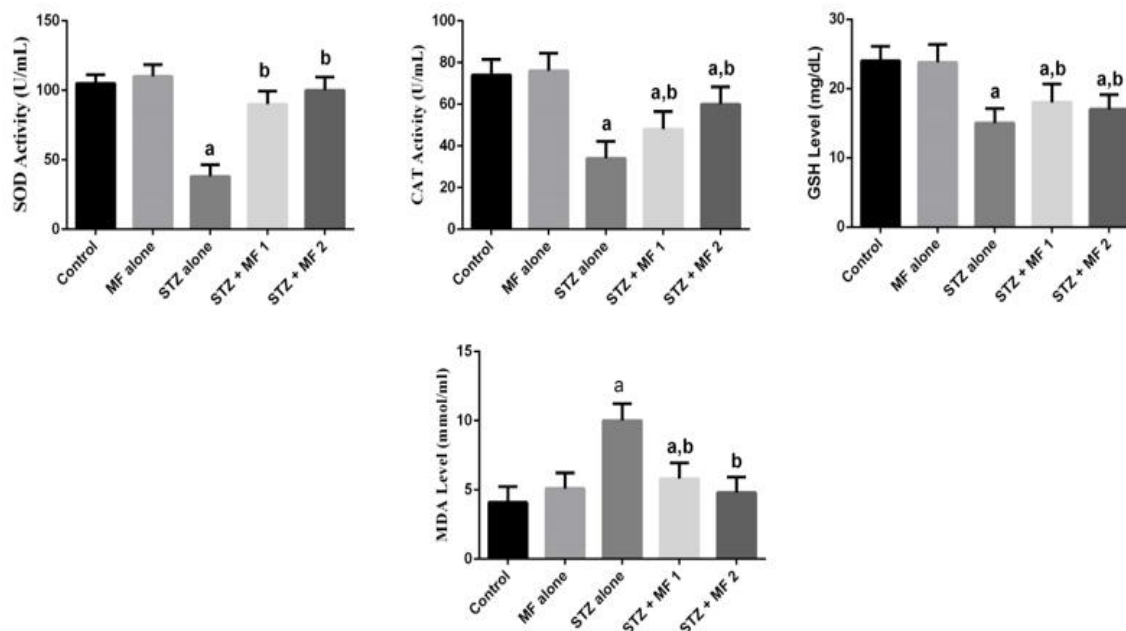 SOD Activity (U/mL)
150
100
50
0
a
b
b
Control
MF alone
STZ alone
STZ + MF 1
STZ + MF 2
CAT Activity (U/mL)
100
80
60
40
20
0
a
a,b
a,b
Control
MF alone
STZ alone
STZ + MF 1
STZ + MF 2
GSH Level (mg/dL)
30
20
10
0
a
a,b
a,b
Control
MF alone
STZ alone
STZ + MF 1
STZ + MF 2
MDA Level (mmol/ml)
15
10
5
0
a
a,b
b
Control
MF alone
STZ alone
STZ + MF 1
STZ + MF 2